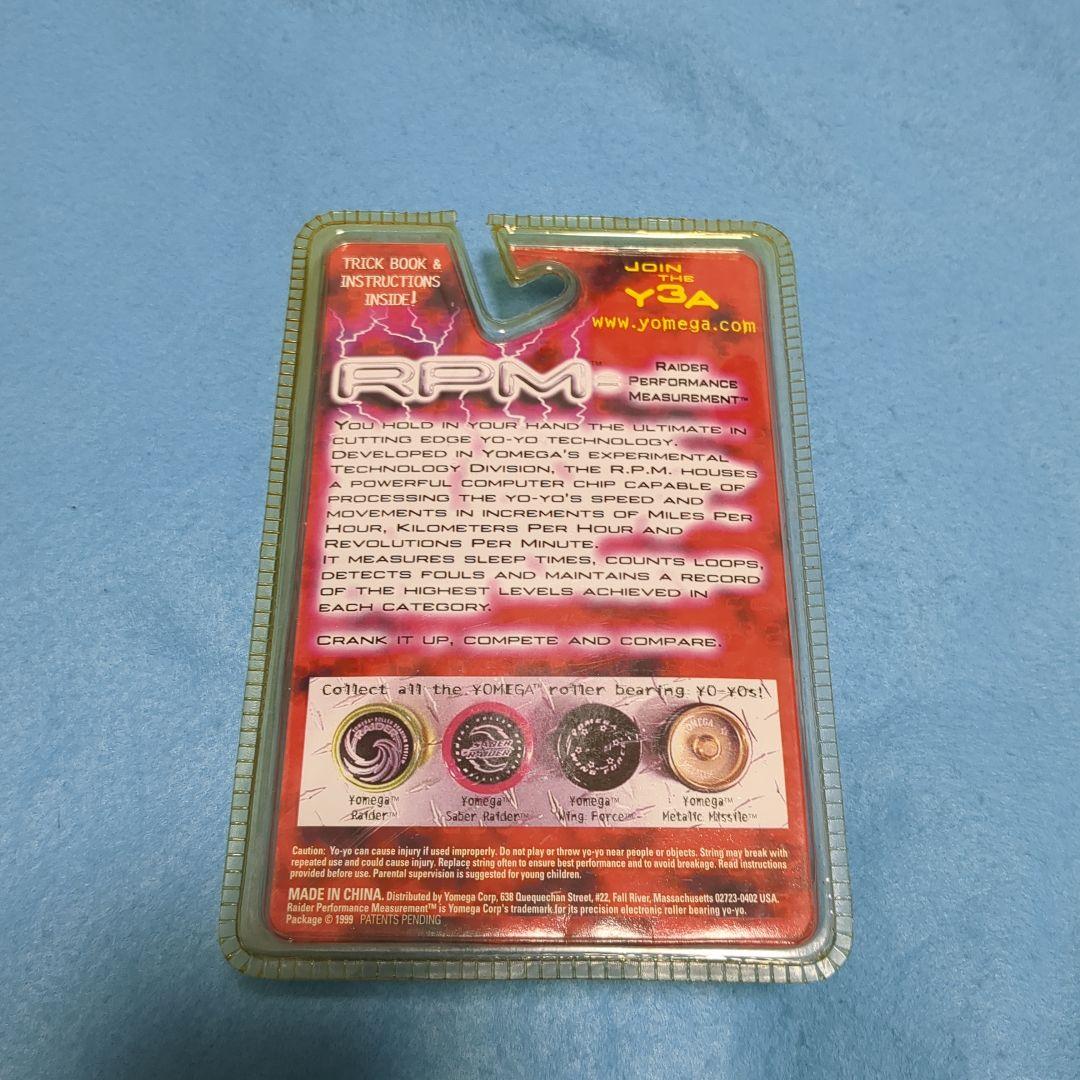 TRICK BOOK &
INSTRUCTIONS
INSIDE!
JOIN
THE
Y3A
www.yomega.com
RPM™=
RAIDER
PERFORMANCE
MEASUREMENT™
YOU HOLD IN YOUR HAND THE ULTIMATE IN
CUTTING EDGE YO-YO TECHNOLOGY.
DEVELOPED IN YOMEGA'S EXPERIMENTAL
TECHNOLOGY DIVISION, THE R.P.M. HOUSES
A POWERFUL COMPUTER CHIP CAPABLE OF
PROCESSING THE YO-YO'S SPEED AND
MOVEMENTS IN INCREMENTS OF MILES PER
HOUR, KILOMETERS PER HOUR AND
REVOLUTIONS PER MINUTE.
IT MEASURES SLEEP TIMES, COUNTS LOOPS,
DETECTS FOULS AND MAINTAINS A RECORD
OF THE HIGHEST LEVELS ACHIEVED IN
EACH CATEGORY.
CRANK IT UP, COMPETE AND COMPARE.
Collect all the YOMEGA™ roller bearing YO-YOs!
RAIDER
SABER
RAIDER
YOMEGA
WING FORCE
YOMEGA
Yomega™
Raider™
Yomega™
Saber Raider™
Yomega™
Wing Force™
Yomega™
Metalic Missile™
Caution: Yo-yo can cause injury if used improperly. Do not play or throw yo-yo near people or objects. String may break with
repeated use and could cause injury. Replace string often to ensure best performance and to avoid breakage. Read instructions
provided before use. Parental supervision is suggested for young children.
MADE IN CHINA. Distributed by Yomega Corp, 638 Quequechan Street, #22, Fall River, Massachusetts 02723-0402 USA.
Raider Performance Measurement™ is Yomega Corp's trademark for its precision electronic roller bearing yo-yo.
Package © 1999 PATENTS PENDING